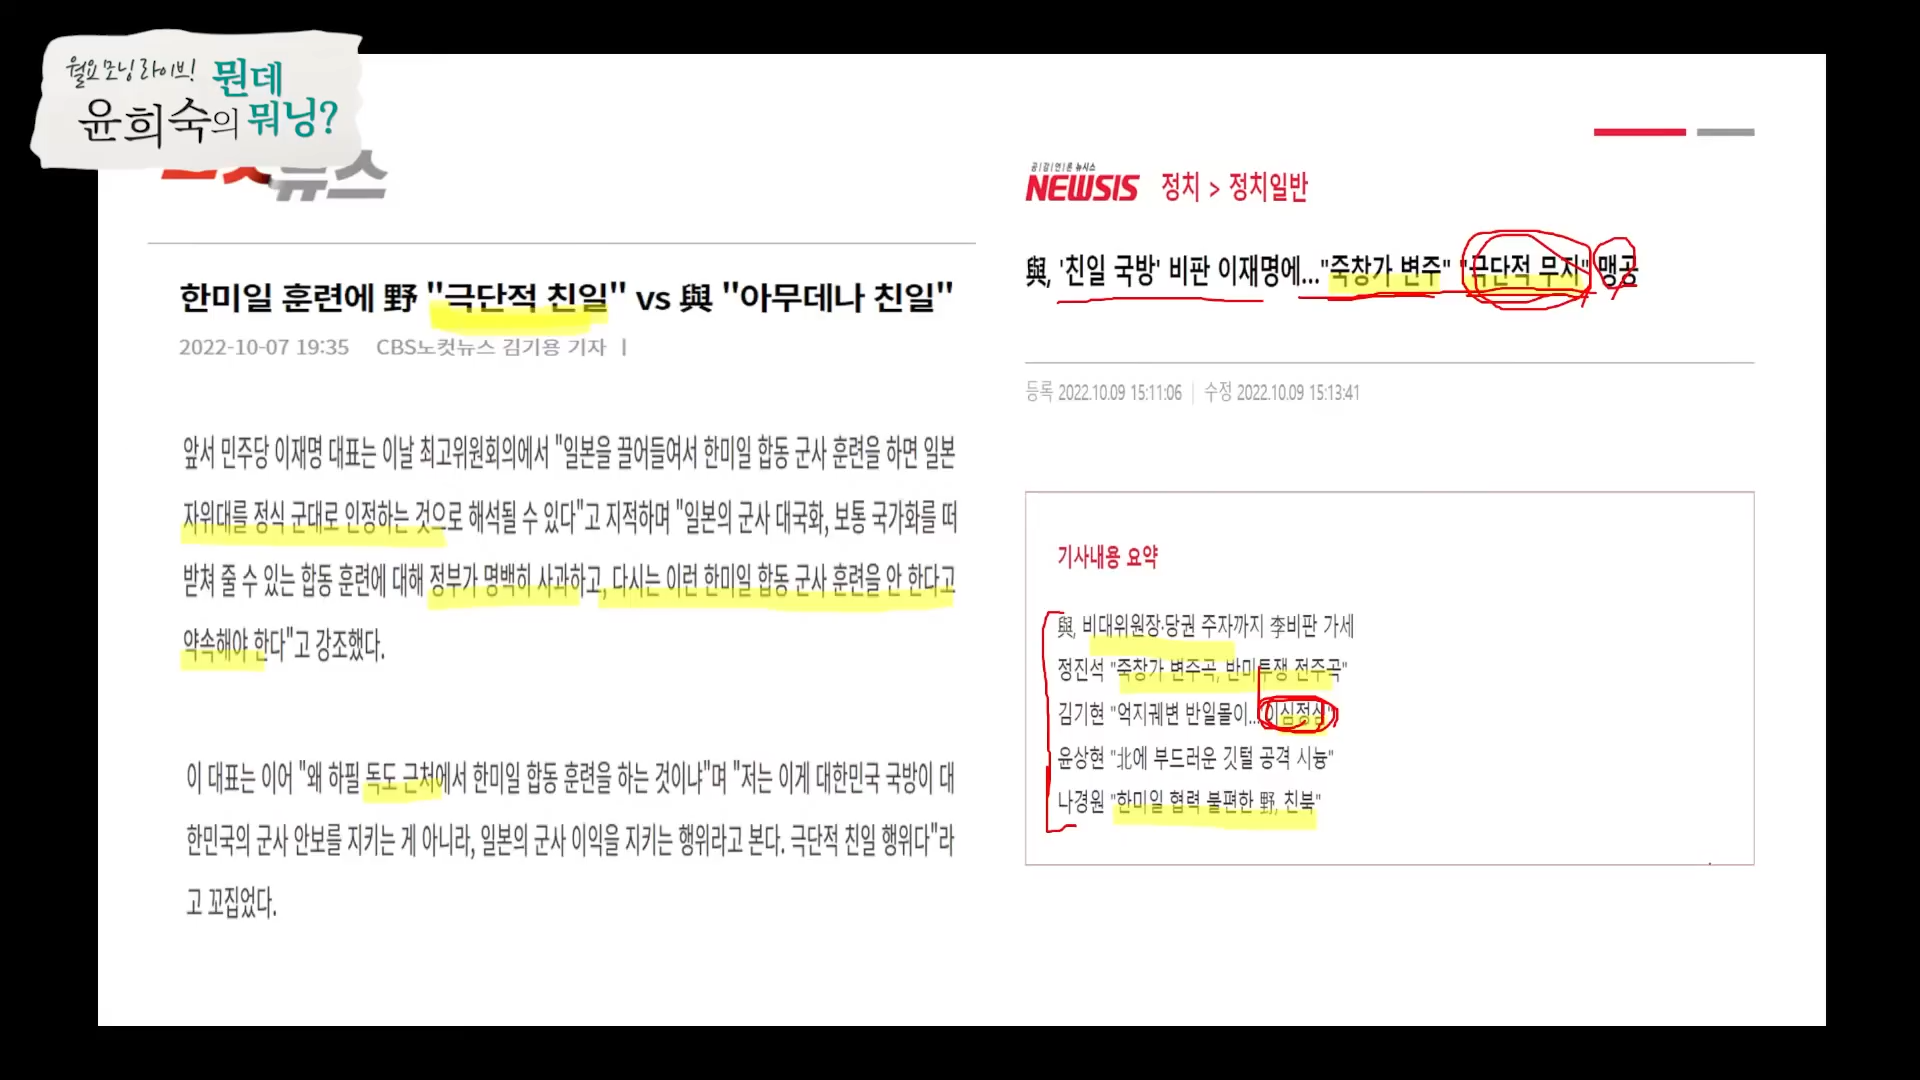 월요 모닝 라이브! 뭔데
윤희숙의 뭐닝?
뉴스
한미일 훈련에 野 "극단적 친일" vs 與 "아무데나 친일"
2022-10-07 19:35 CBS노컷뉴스 김기용 기자 |
앞서 민주당 이재명 대표는 이날 최고위원회의에서 "일본을 끌어들여서 한미일 합동 군사 훈련을 하면 일본
자위대를 정식 군대로 인정하는 것으로 해석될 수 있다"고 지적하며 "일본의 군사 대국화, 보통 국가화를 떠
받쳐 줄 수 있는 합동 훈련에 대해 정부가 명백히 사과하고, 다시는 이런 한미일 합동 군사 훈련을 안 한다고
약속해야 한다"고 강조했다.
이 대표는 이어 "왜 하필 독도 근처에서 한미일 합동 훈련을 하는 것이냐"며 "저는 이게 대한민국 국방이 대
한민국의 군사 안보를 지키는 게 아니라, 일본의 군사 이익을 지키는 행위라고 본다. 극단적 친일 행위다"라
고 꼬집었다.
공|감|언|론 뉴시스
NEWSIS 정치 > 정치일반
與, '친일 국방' 비판 이재명에..."죽창가 변주" "극단적 무지" 맹공
등록 2022.10.09 15:11:06 | 수정 2022.10.09 15:13:41
기사내용 요약
與, 비대위원장·당권 주자까지 李비판 가세
정진석 "죽창가 변주곡, 반미투쟁 전주곡"
김기현 "억지궤변 반일몰이...이심정심"
윤상현 "北에 부드러운 깃털 공격 시늉"
나경원 "한미일 협력 불편한 野, 친북"